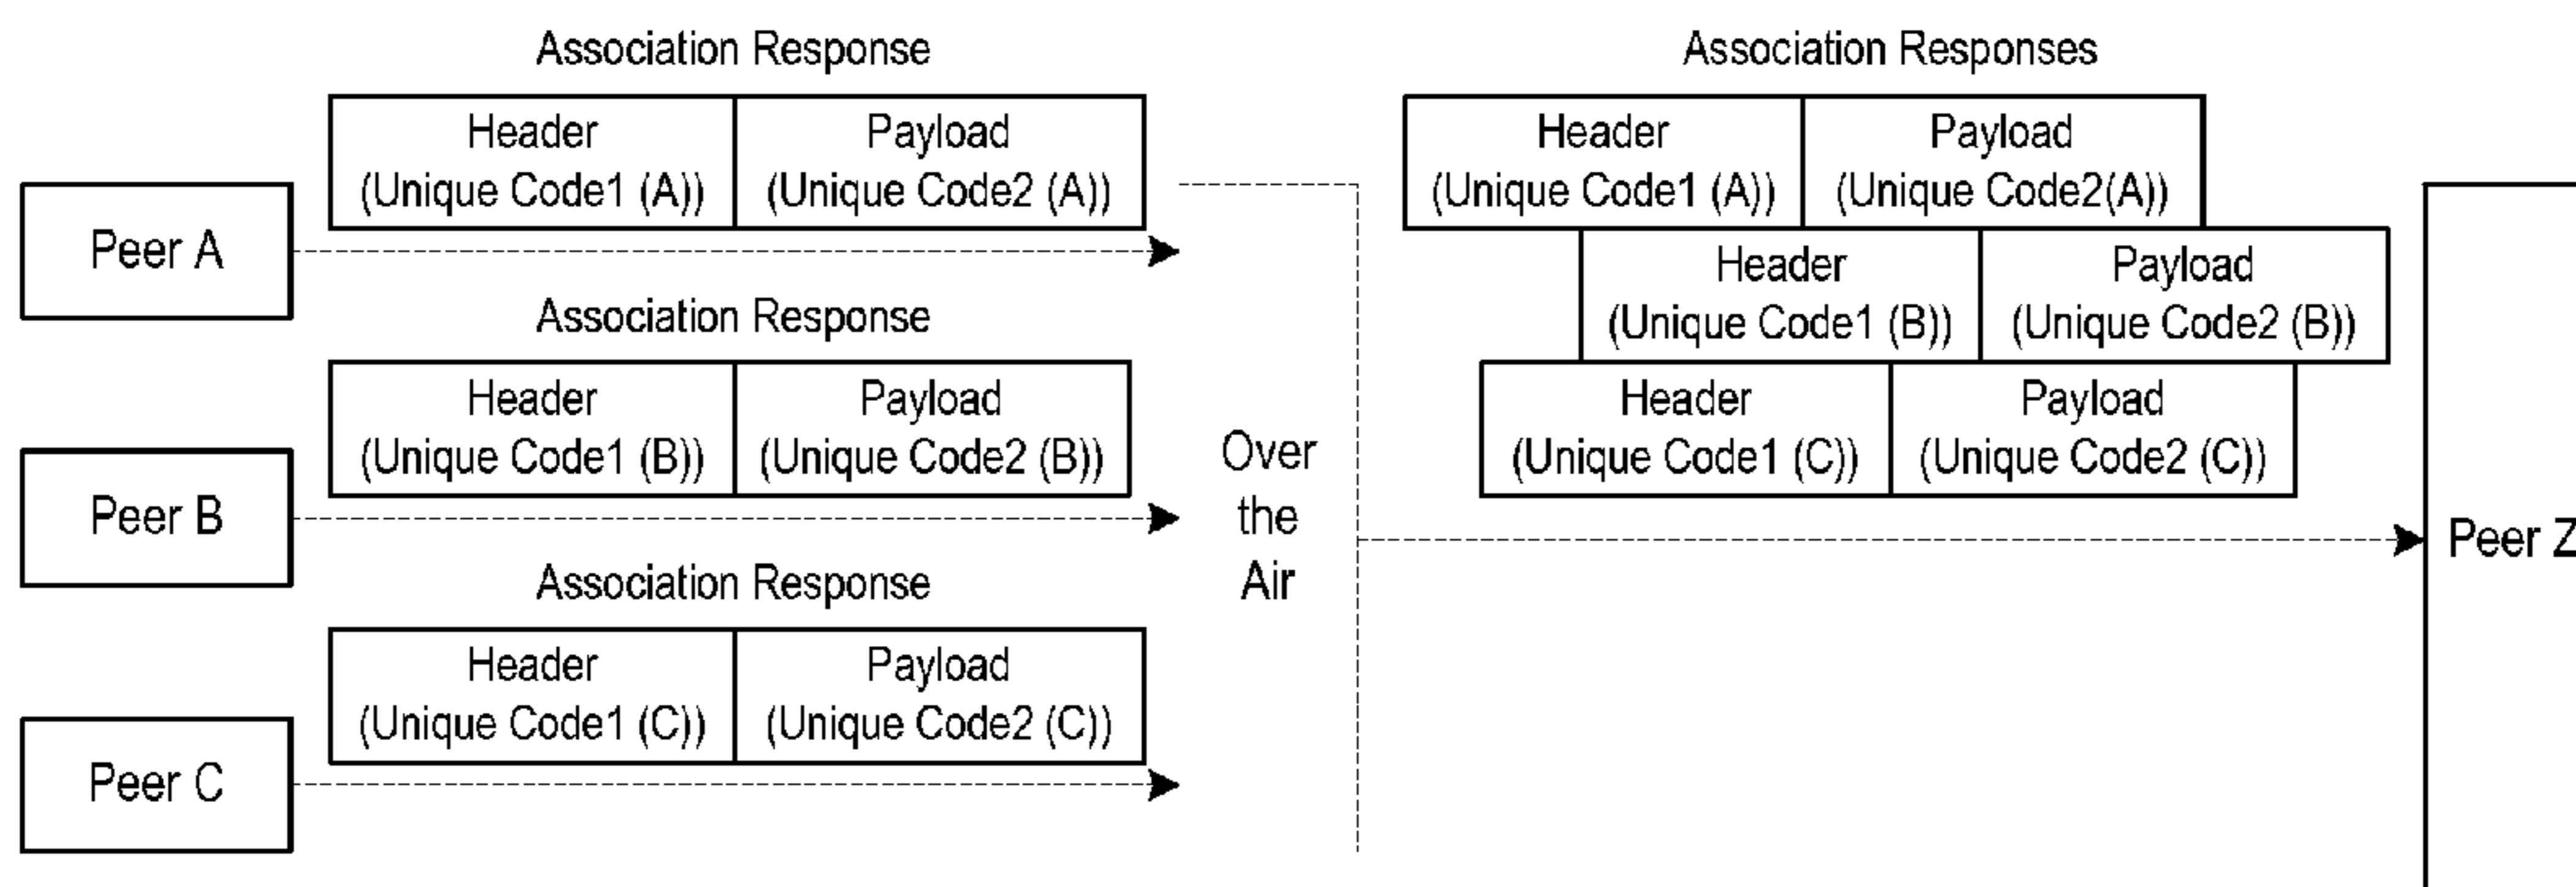 Association Response
Header
(Unique Code1 (A))
Payload
(Unique Code2 (A))
Peer A
Association Response
Header
(Unique Code1 (B))
Payload
(Unique Code2 (B))
Peer B
Association Response
Header
(Unique Code1 (C))
Payload
(Unique Code2 (C))
Peer C
Over
the
Air
Association Responses
Header
(Unique Code1 (A))
Payload
(Unique Code2(A))
Header
(Unique Code1 (B))
Payload
(Unique Code2 (B))
Header
(Unique Code1 (C))
Payload
(Unique Code2 (C))
Peer Z